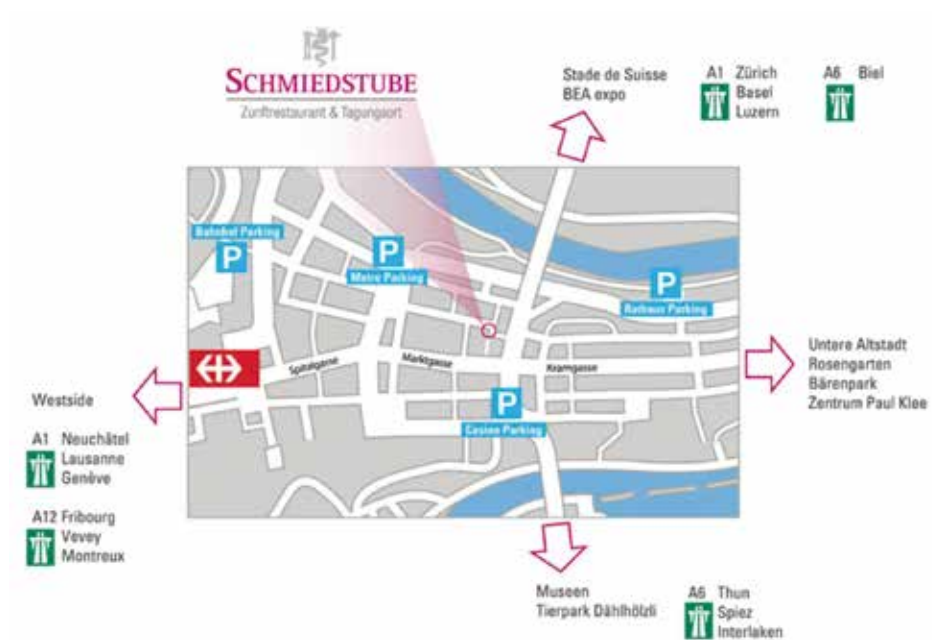 SCHMIEDSTUBE
Zunftrestaurant & Tagungsort
Stade de Suisse
BEA expo
A1 Zürich
Basel
Luzern
A6 Biel
Bahnhof Parking
P
P
Metro Parking
P
Rathaus Parking
Spitalgasse
Marktgasse
Kramgasse
P
Casino Parking
Westside
A1 Neuchâtel
Lausanne
Genève
A12 Fribourg
Vevey
Montreux
Untere Altstadt
Rosengarten
Bärenpark
Zentrum Paul Klee
Museen
Tierpark Dählhölzli
A6 Thun
Spiez
Interlaken